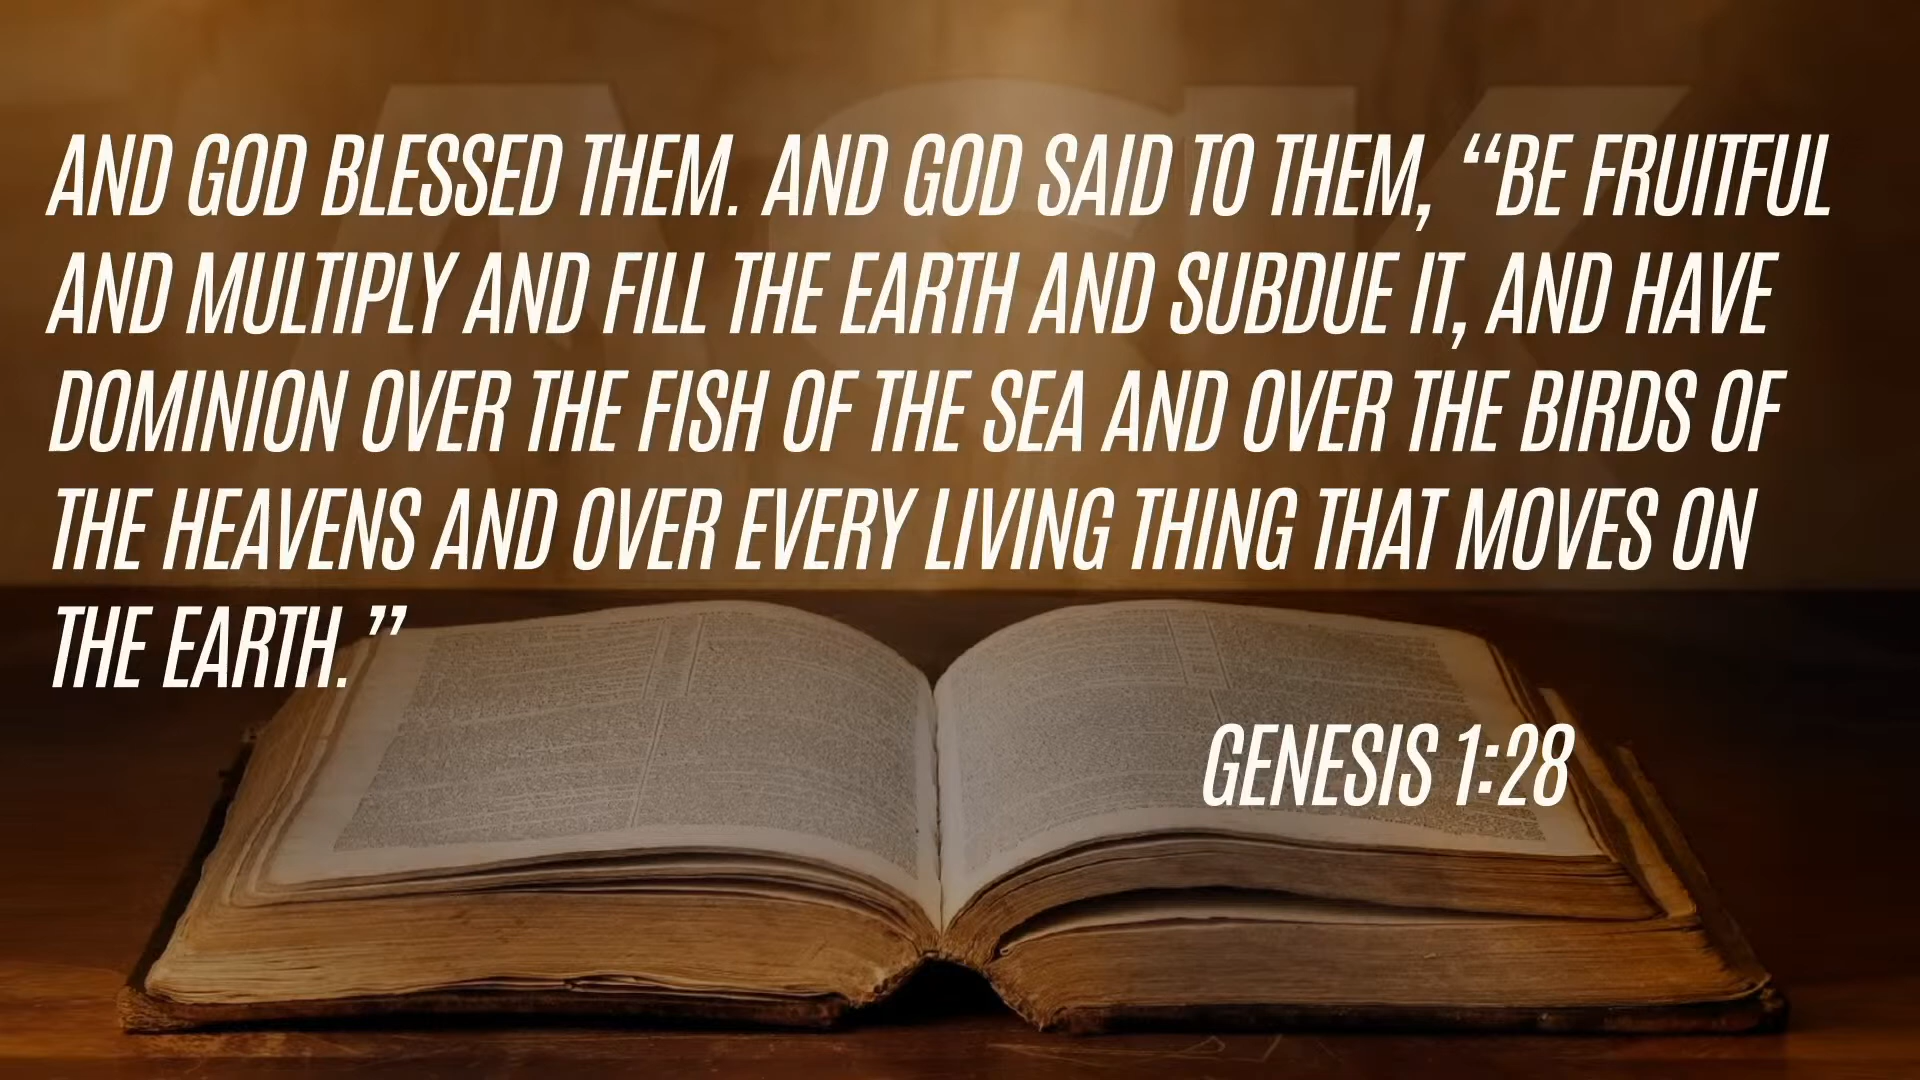 ASK
AND GOD BLESSED THEM. AND GOD SAID TO THEM, “BE FRUITFUL
AND MULTIPLY AND FILL THE EARTH AND SUBDUE IT, AND HAVE
DOMINION OVER THE FISH OF THE SEA AND OVER THE BIRDS OF
THE HEAVENS AND OVER EVERY LIVING THING THAT MOVES ON
THE EARTH.”
GENESIS 1:28